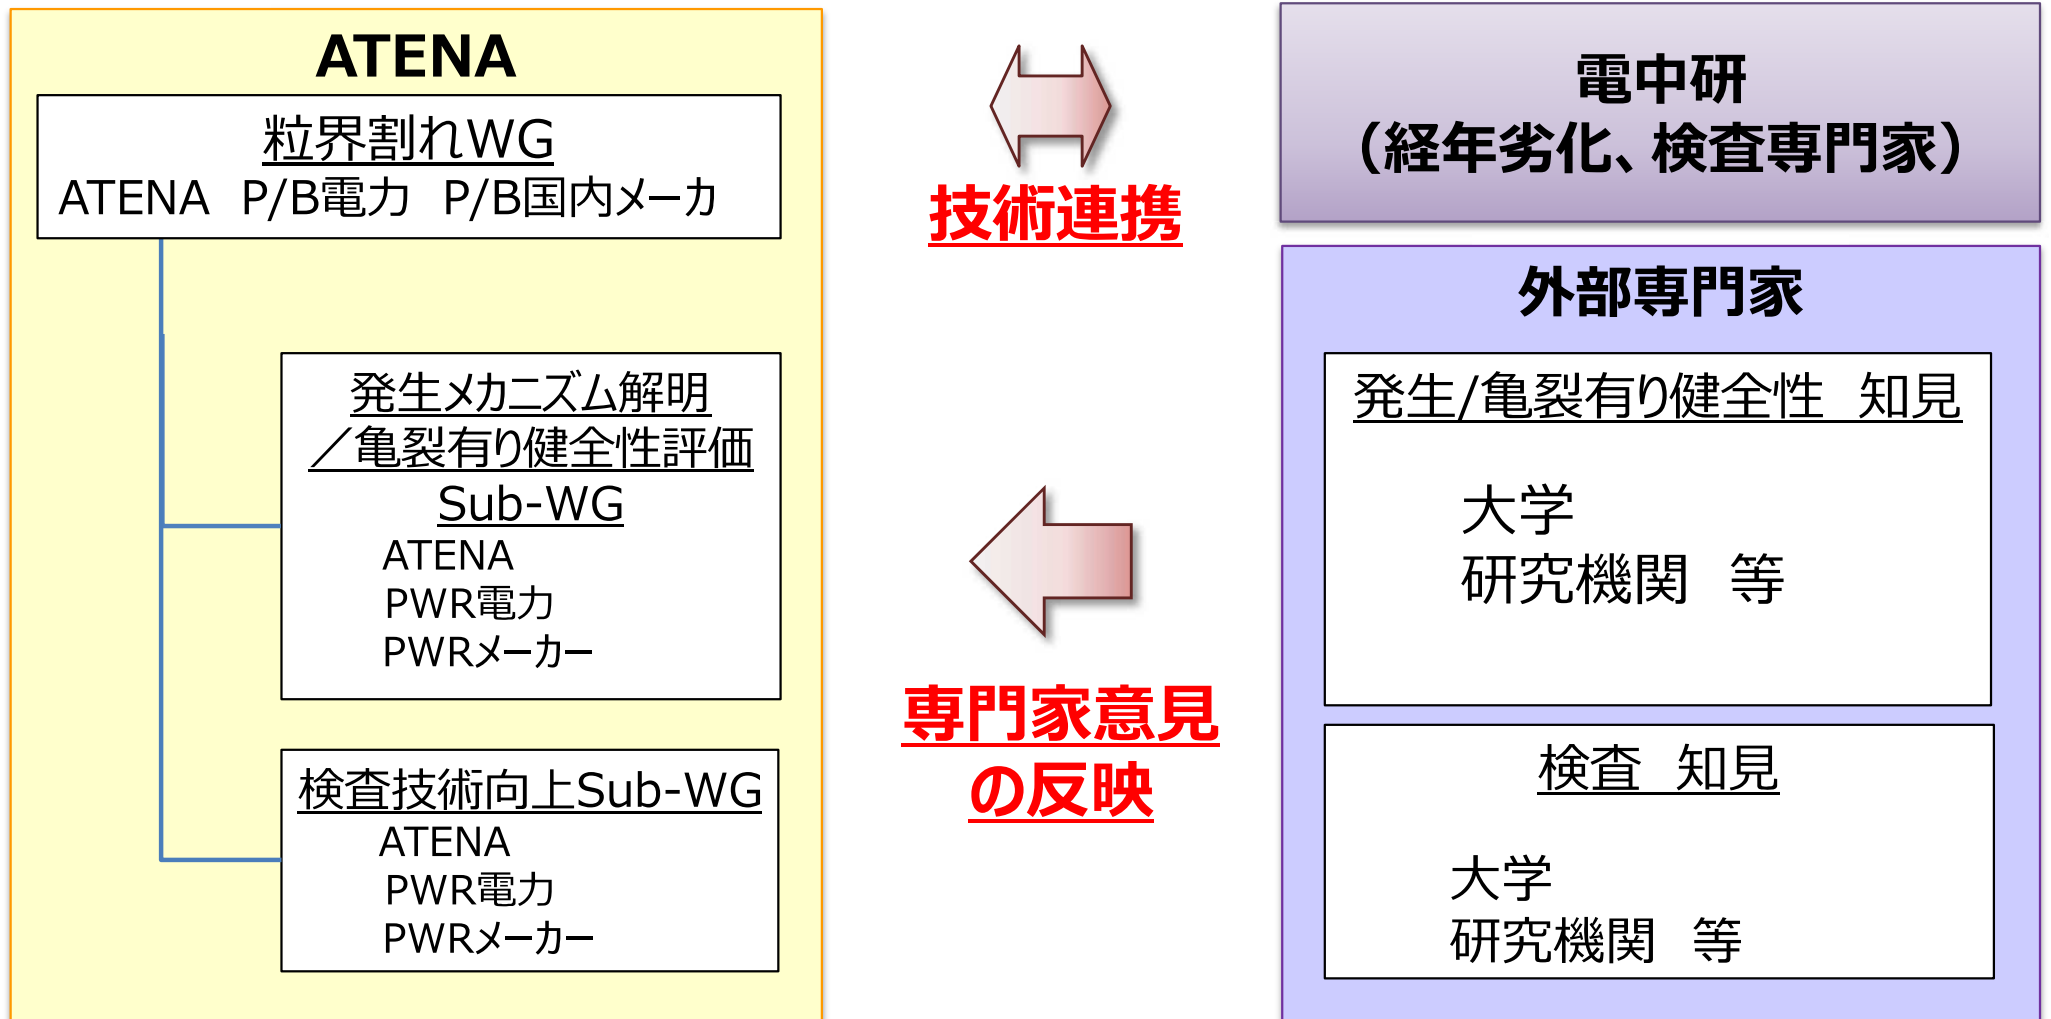 ATENA
粒界割れWG
ATENA　P/B電力　P/B国内メーカ
発生メカニズム解明
／亀裂有り健全性評価
Sub-WG
ATENA
PWR電力
PWRメーカー
検査技術向上Sub-WG
ATENA
PWR電力
PWRメーカー
技術連携
専門家意見
の反映
電中研
（経年劣化、検査専門家）
外部専門家
発生/亀裂有り健全性　知見
大学
研究機関　等
検査　知見
大学
研究機関　等